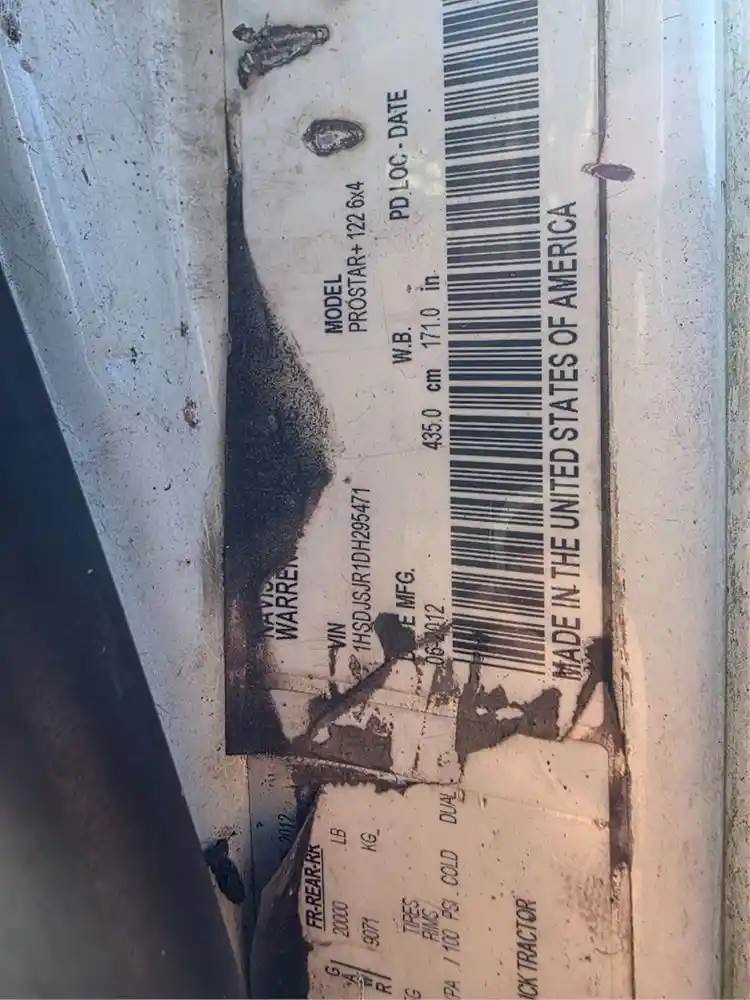 WARREN
MODEL
PROSTAR+ 122 6x4
VIN
1HSDJSJR1DH295471
MFG.
W.B.
PD LOC - DATE
435.0 cm 171.0 in.
MADE IN THE UNITED STATES OF AMERICA
2012
FR-REAR-RR
20000 LB
9071 KG
TIRES
RIMS
/ 100 PSI COLD DUAL
TRACTOR